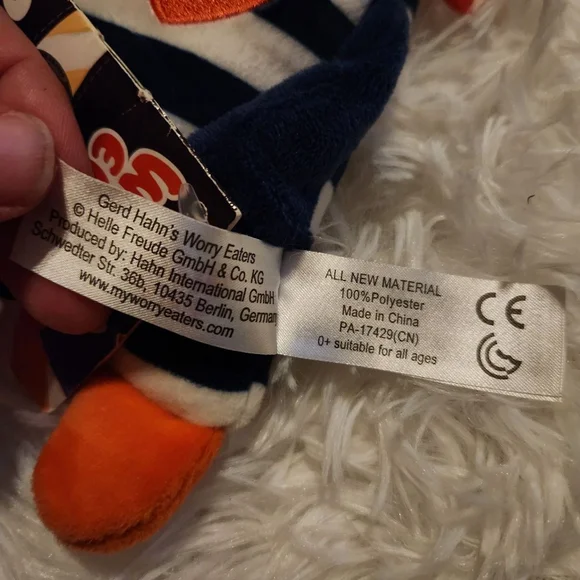 Gerd Hahn's Worry Eaters
© Helle Freude GmbH & Co. KG
Produced by: Hahn International GmbH
Schwedter Str. 36b, 10435 Berlin, Germany
www.myworryeaters.com
ALL NEW MATERIAL
100%Polyester
Made in China
PA-17429(CN)
0+ suitable for all ages
CE